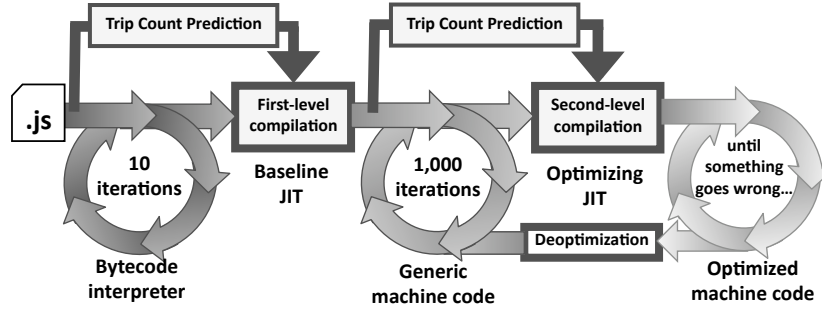 Trip Count Prediction
Trip Count Prediction
.js
First-level
compilation
Second-level
compilation
10
iterations
Baseline
JIT
1,000
iterations
Optimizing
JIT
until
something
goes wrong...
Deoptimization
Bytecode
interpreter
Generic
machine code
Optimized
machine code